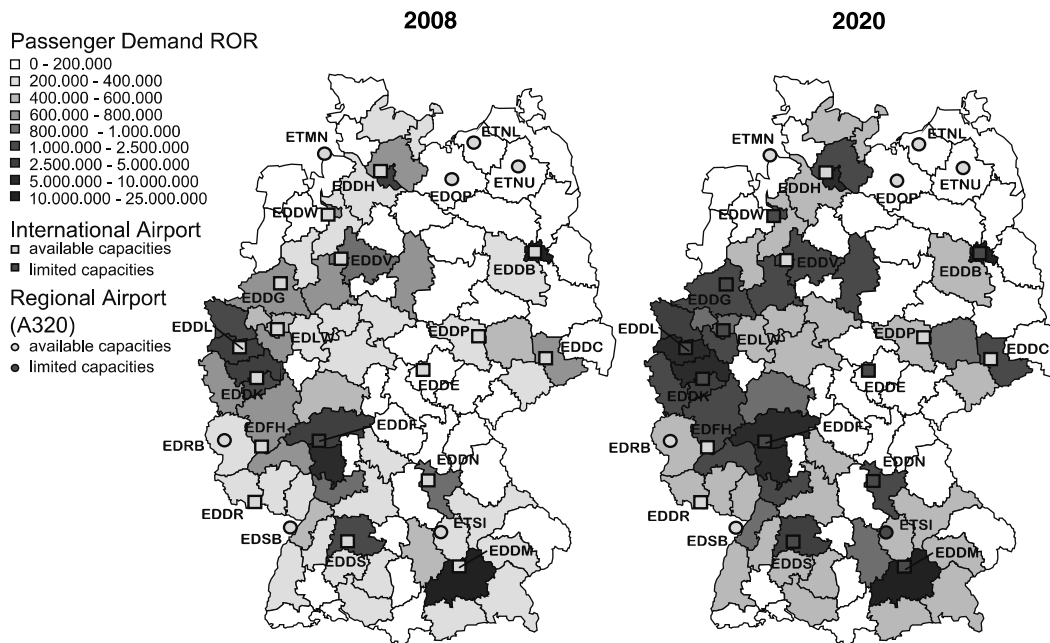 2008
2020
Passenger Demand ROR
0 - 200.000
200.000 - 400.000
400.000 - 600.000
600.000 - 800.000
800.000 - 1.000.000
1.000.000 - 2.500.000
2.500.000 - 5.000.000
5.000.000 - 10.000.000
10.000.000 - 25.000.000
International Airport
available capacities
limited capacities
Regional Airport
(A320)
available capacities
limited capacities
ETMN
ETNL
EDDH
EDOP
ETNU
EDDW
EDDV
EDDB
EDDG
EDDL
EDLW
EDDP
EDDC
EDDK
EDDE
EDFH
EDDF
EDRB
EDDN
EDDR
EDSB
ETSI
EDDS
EDDM
ETMN
ETNL
EDDH
EDOP
ETNU
EDDW
EDDV
EDDB
EDDG
EDDL
EDLW
EDDP
EDDC
EDDK
EDDE
EDFH
EDDF
EDRB
EDDN
EDDR
EDSB
ETSI
EDDS
EDDM